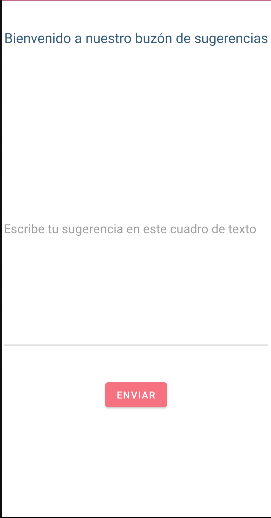 Bienvenido a nuestro buzón de sugerencias
Escribe tu sugerencia en este cuadro de texto
ENVIAR